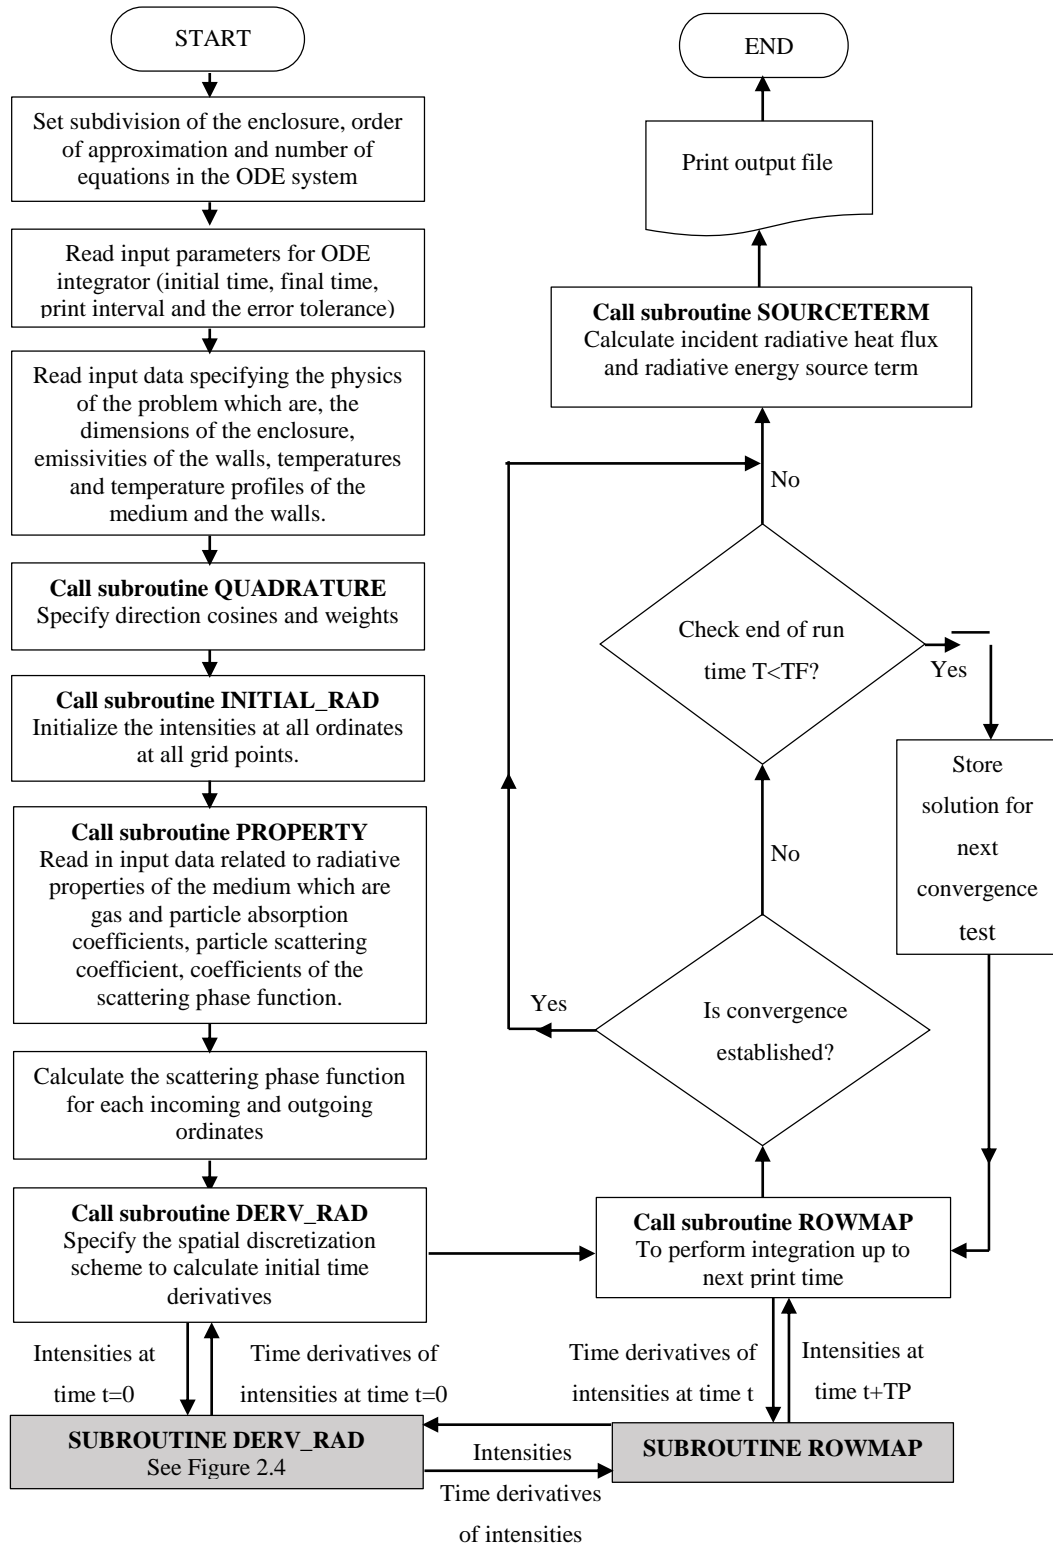 START
Set subdivision of the enclosure, order
of approximation and number of
equations in the ODE system
Read input parameters for ODE
integrator (initial time, final time,
print interval and the error tolerance)
Read input data specifying the physics
of the problem which are, the
dimensions of the enclosure,
emissivities of the walls, temperatures
and temperature profiles of the
medium and the walls.
Call subroutine QUADRATURE
Specify direction cosines and weights
Call subroutine INITIAL_RAD
Initialize the intensities at all ordinates
at all grid points.
Call subroutine PROPERTY
Read in input data related to radiative
properties of the medium which are
gas and particle absorption
coefficients, particle scattering
coefficient, coefficients of the
scattering phase function.
Calculate the scattering phase function
for each incoming and outgoing
ordinates
Call subroutine DERV_RAD
Specify the spatial discretization
scheme to calculate initial time
derivatives
Intensities at
time t=0
Time derivatives of
intensities at time t=0
SUBROUTINE DERV_RAD
See Figure 2.4
Intensities
Time derivatives
of intensities
SUBROUTINE ROWMAP
Time derivatives of
intensities at time t
Intensities at
time t+TP
Call subroutine ROWMAP
To perform integration up to
next print time
Is convergence
established?
Yes
No
Check end of run
time T<TF?
Yes
No
Store
solution for
next
convergence
test
Call subroutine SOURCETERM
Calculate incident radiative heat flux
and radiative energy source term
Print output file
END